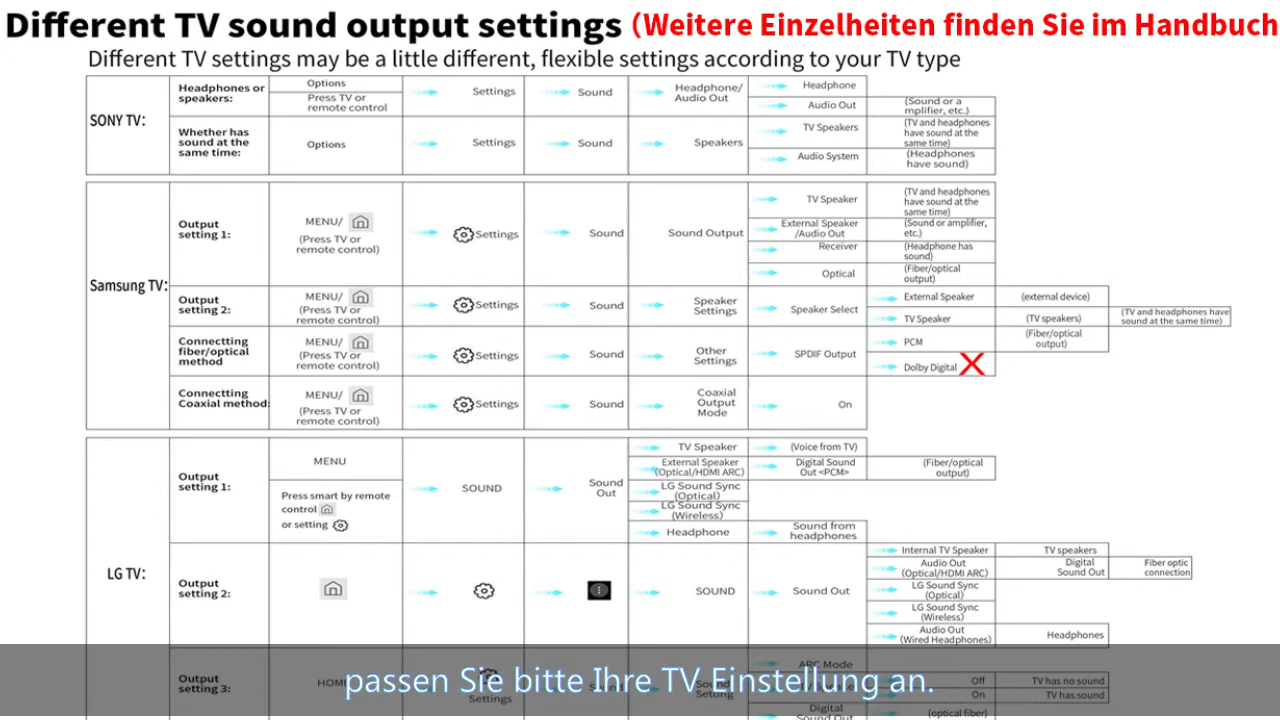 Different TV sound output settings (Weitere Einzelheiten finden Sie im Handbuch
Different TV settings may be a little different, flexible settings according to your TV type
SONY TV:
Headphones or
speakers:
Options
Press TV or
remote control
Settings
Sound
Headphone/
Audio Out
Headphone
Audio Out
(Sound or a
mplifier, etc.)
Whether has
sound at the
same time:
Options
Settings
Sound
Speakers
TV Speakers
(TV and headphones
have sound at the
same time)
Audio System
(Headphones
have sound)
Samsung TV:
Output
setting 1:
MENU/
(Press TV or
remote control)
Settings
Sound
Sound Output
TV Speaker
(TV and headphones
have sound at the
same time)
External Speaker
/Audio Out
(Sound or amplifier,
etc.)
Receiver
(Headphone has
sound)
Optical
(Fiber/optical
output)
Output
setting 2:
MENU/
(Press TV or
remote control)
Settings
Sound
Speaker
Settings
Speaker Select
External Speaker
(external device)
TV Speaker
(TV speakers)
(TV and headphones have
sound at the same time)
Connectting
fiber/optical
method
MENU/
(Press TV or
remote control)
Settings
Sound
Other
Settings
SPDIF Output
PCM
(Fiber/optical
output)
Dolby Digital
Connectting
Coaxial method:
MENU/
(Press TV or
remote control)
Settings
Sound
Coaxial
Output
Mode
On
LG TV:
Output
setting 1:
MENU
Press smart by remote
control
or setting
SOUND
Sound
Out
TV Speaker
(Voice from TV)
External Speaker
(Optical/HDMI ARC)
Digital Sound
Out <PCM>
(Fiber/optical
output)
LG Sound Sync
(Optical)
LG Sound Sync
(Wireless)
Headphone
Sound from
headphones
Output
setting 2:
SOUND
Sound Out
Internal TV Speaker
TV speakers
Audio Out
(Optical/HDMI ARC)
Digital
Sound Out
Fiber optic
connection
LG Sound Sync
(Optical)
LG Sound Sync
(Wireless)
Audio Out
(Wired Headphones)
Headphones
Output
setting 3:
HOME
Settings
Sound
Sound
Setting
ARC Mode
Off
TV has no sound
On
TV has sound
Digital
Sound Out
(optical fiber)
passen Sie bitte Ihre TV Einstellung an.